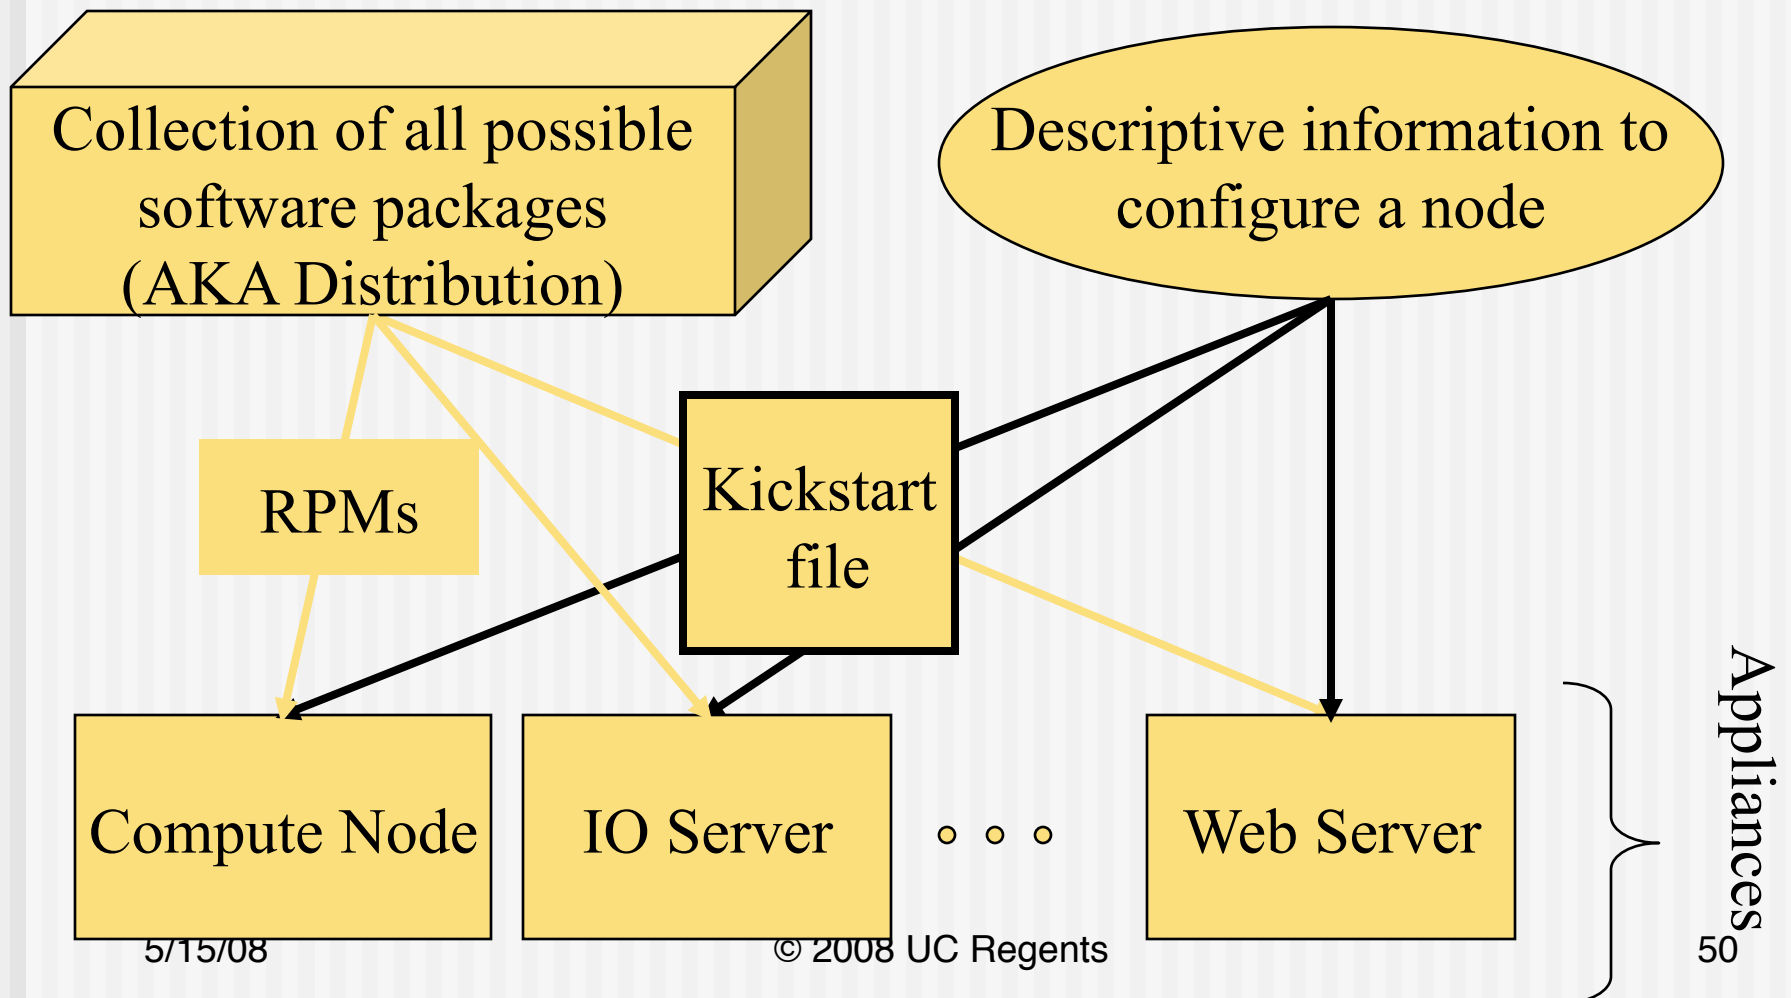 Collection of all possible
software packages
(AKA Distribution)
Descriptive information to
configure a node
Kickstart
file
RPMs
Compute Node
IO Server
Web Server
Appliances
5/15/08
© 2008 UC Regents
50